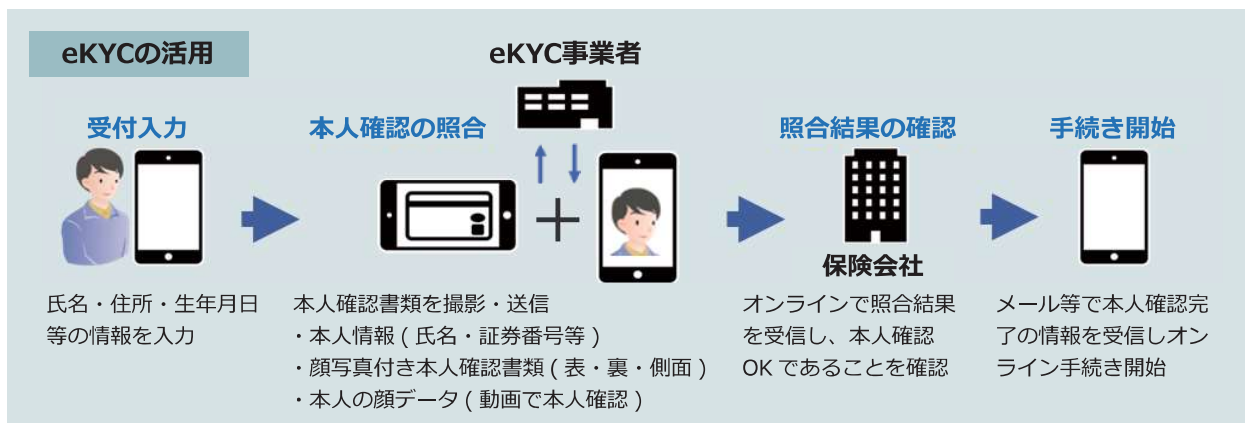 eKYCの活用
eKYC事業者
受付入力
氏名・住所・生年月日
等の情報を入力
本人確認の照合
本人確認書類を撮影・送信
・本人情報 ( 氏名・証券番号等 )
・顔写真付き本人確認書類 ( 表・裏・側面 )
・本人の顔データ ( 動画で本人確認 )
照合結果の確認
保険会社
オンラインで照合結果
を受信し、本人確認
OK であることを確認
手続き開始
メール等で本人確認完
了の情報を受信しオン
ライン手続き開始